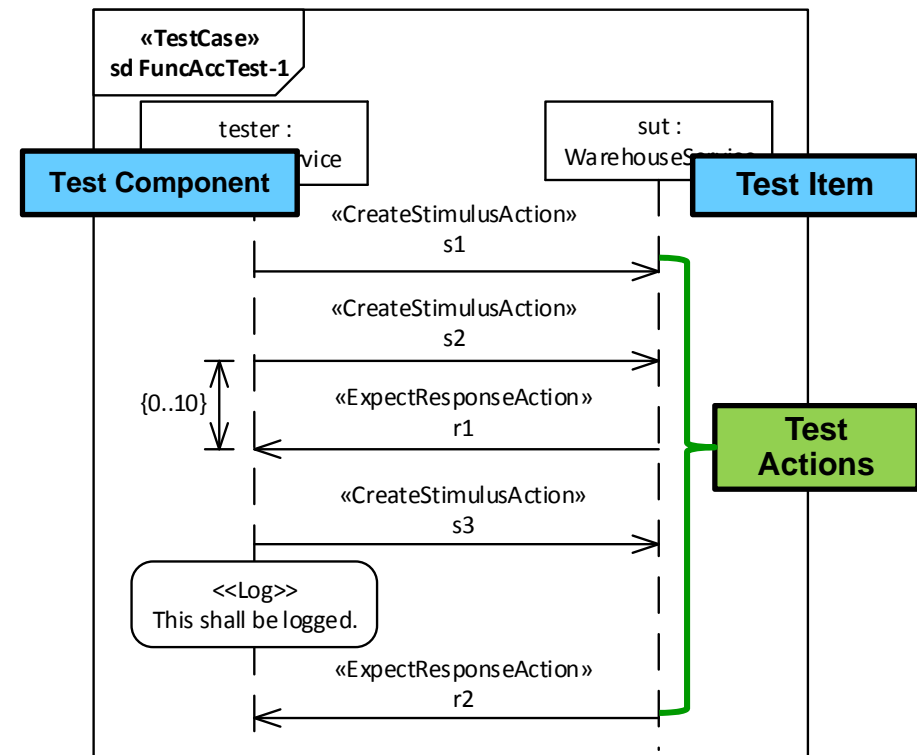 «TestCase»
sd FuncAccTest-1
tester :
sut :
WarehouseService
Test Component
Test Item
«CreateStimulusAction»
s1
«CreateStimulusAction»
s2
{0..10}
«ExpectResponseAction»
r1
Test
Actions
«CreateStimulusAction»
s3
<<Log>>
This shall be logged.
«ExpectResponseAction»
r2